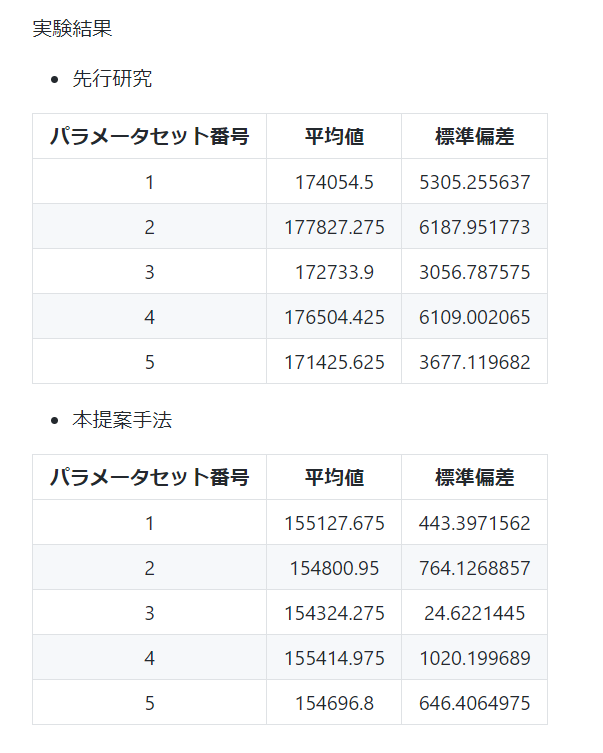 実験結果
• 先行研究
パラメータセット番号 平均値 標準偏差
1 174054.5 5305.255637
2 177827.275 6187.951773
3 172733.9 3056.787575
4 176504.425 6109.002065
5 171425.625 3677.119682
• 本提案手法
パラメータセット番号 平均値 標準偏差
1 155127.675 443.3971562
2 154800.95 764.1268857
3 154324.275 24.6221445
4 155414.975 1020.199689
5 154696.8 646.4064975